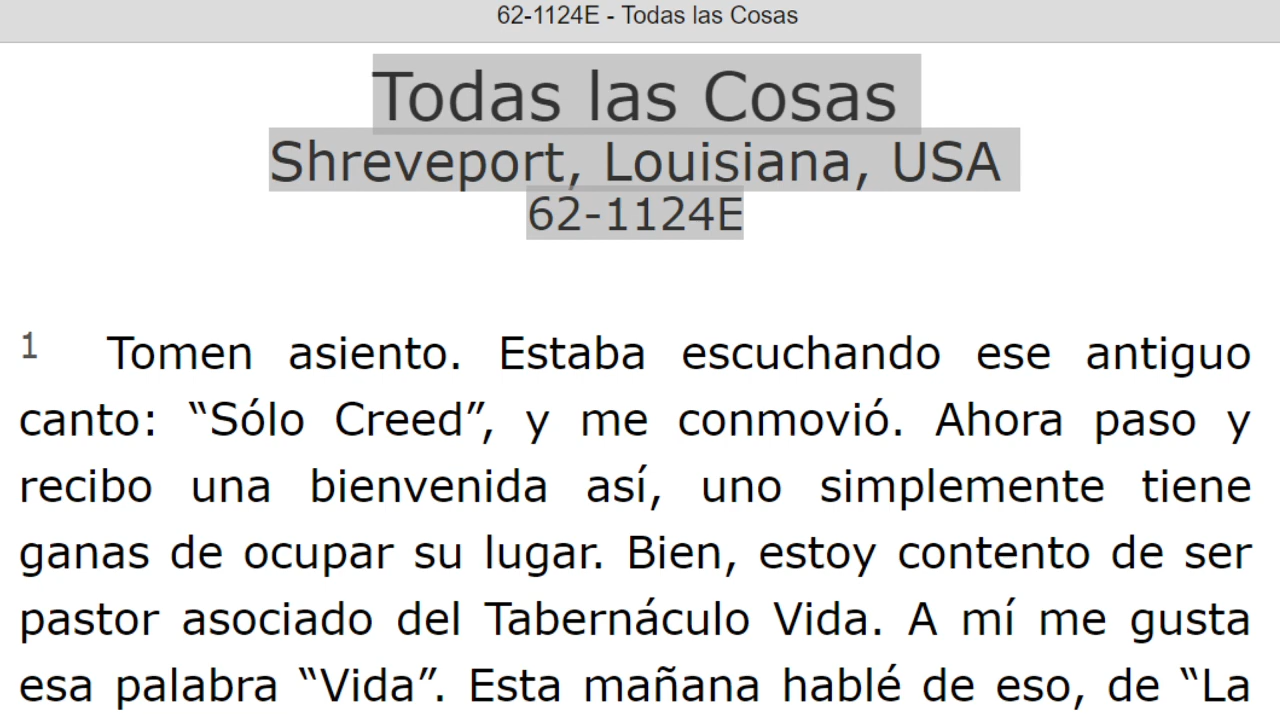 62-1124E - Todas las Cosas
Todas las Cosas
Shreveport, Louisiana, USA
62-1124E
1 Tomen asiento. Estaba escuchando ese antiguo
canto: “Sólo Creed”, y me conmovió. Ahora paso y
recibo una bienvenida así, uno simplemente tiene
ganas de ocupar su lugar. Bien, estoy contento de ser
pastor asociado del Tabernáculo Vida. A mí me gusta
esa palabra “Vida”. Esta mañana hablé de eso, de “La